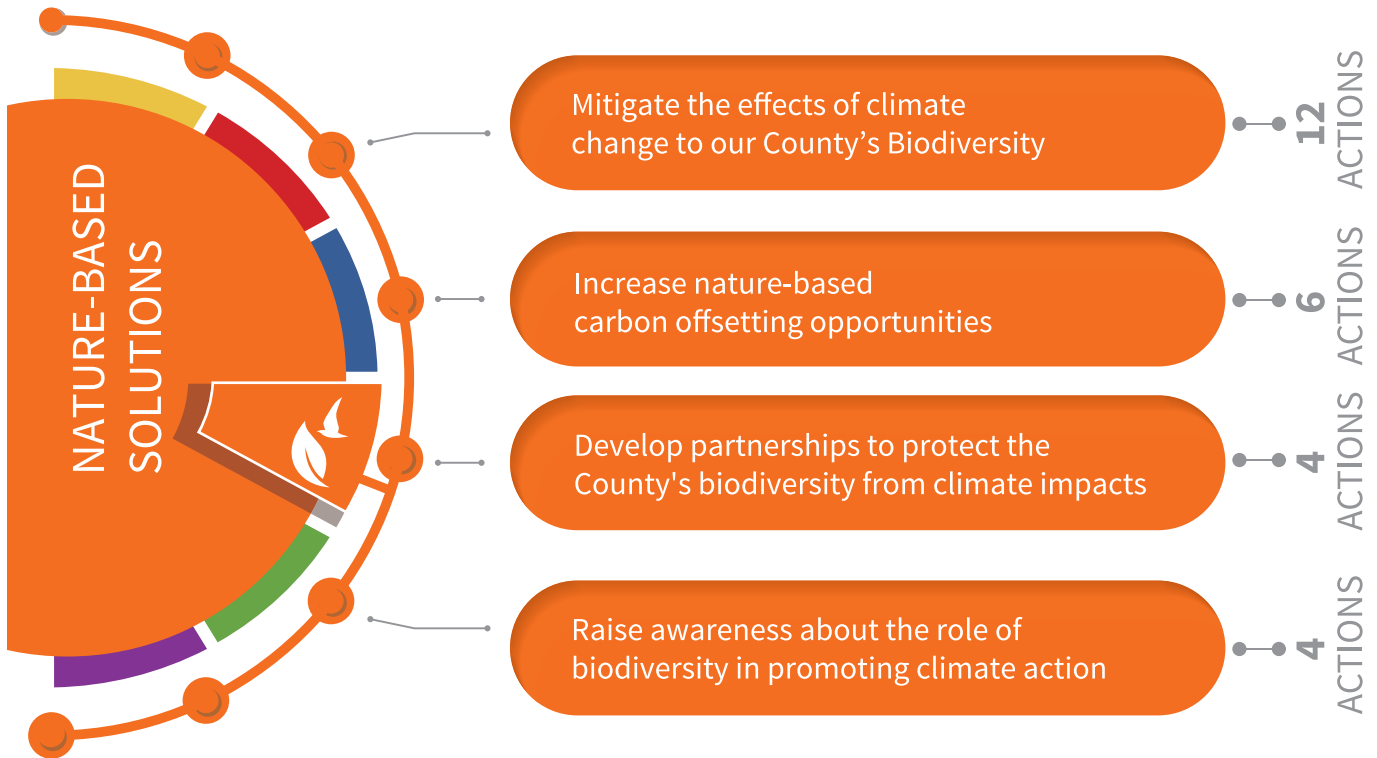 NATURE-BASED
SOLUTIONS
Mitigate the effects of climate
change to our County’s Biodiversity
12
ACTIONS
Increase nature-based
carbon offsetting opportunities
6
ACTIONS
Develop partnerships to protect the
County's biodiversity from climate impacts
4
ACTIONS
Raise awareness about the role of
biodiversity in promoting climate action
4
ACTIONS